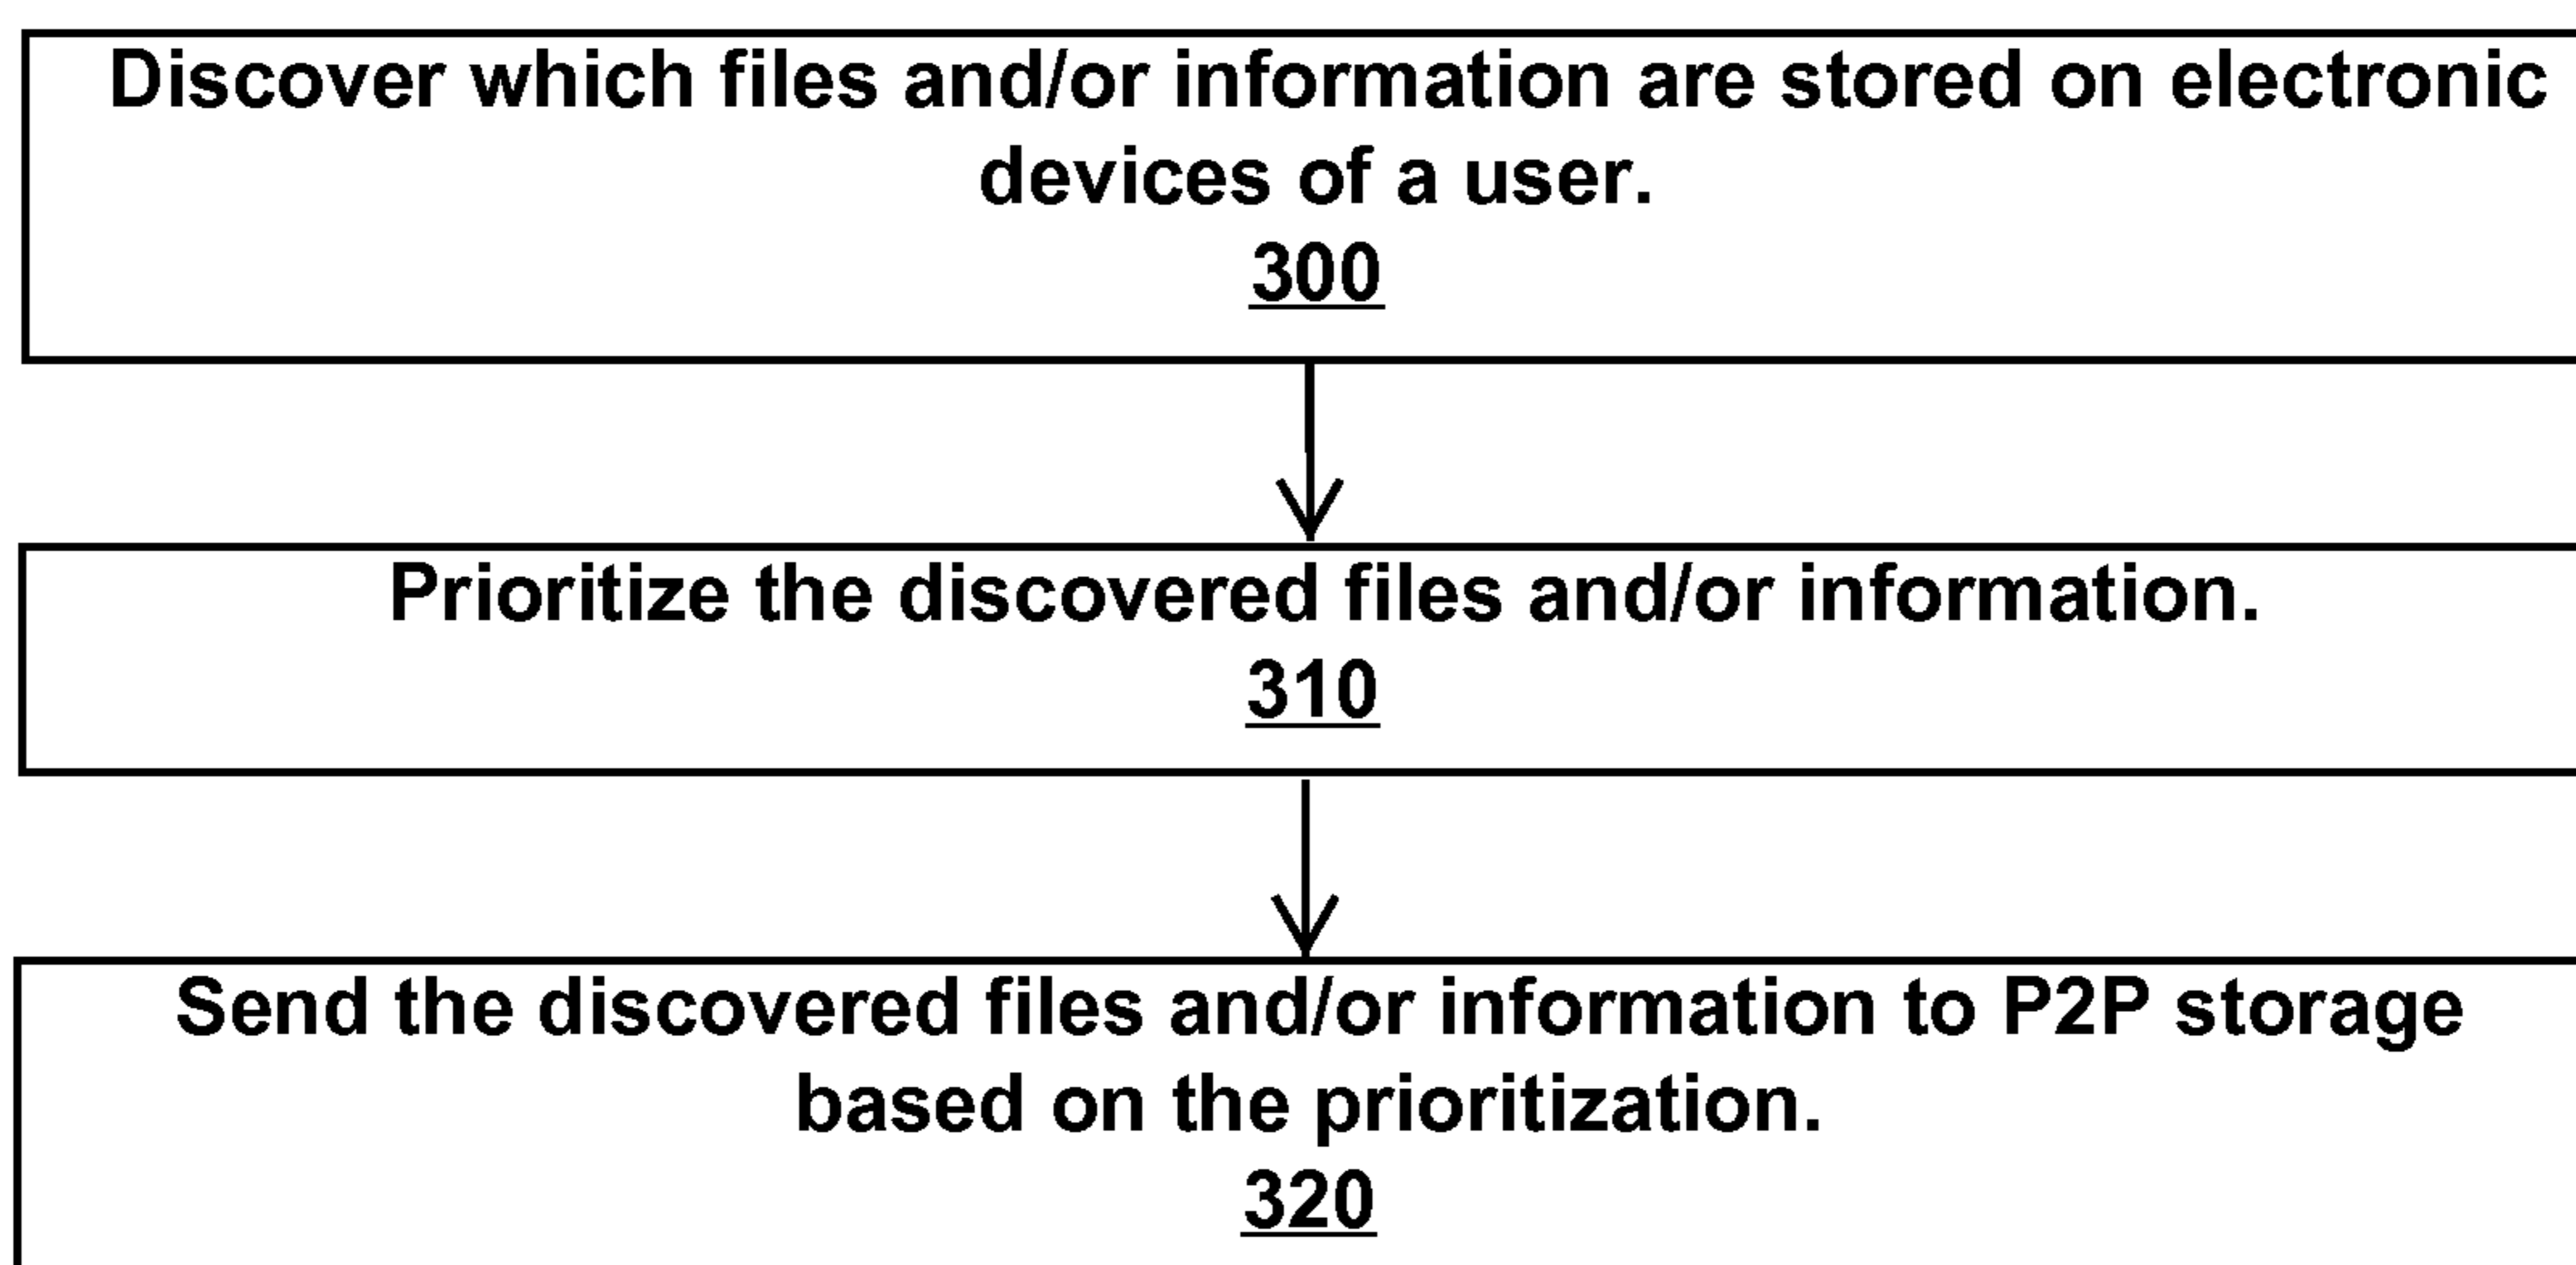 Discover which files and/or information are stored on electronic
devices of a user.
300
Prioritize the discovered files and/or information.
310
Send the discovered files and/or information to P2P storage
based on the prioritization.
320